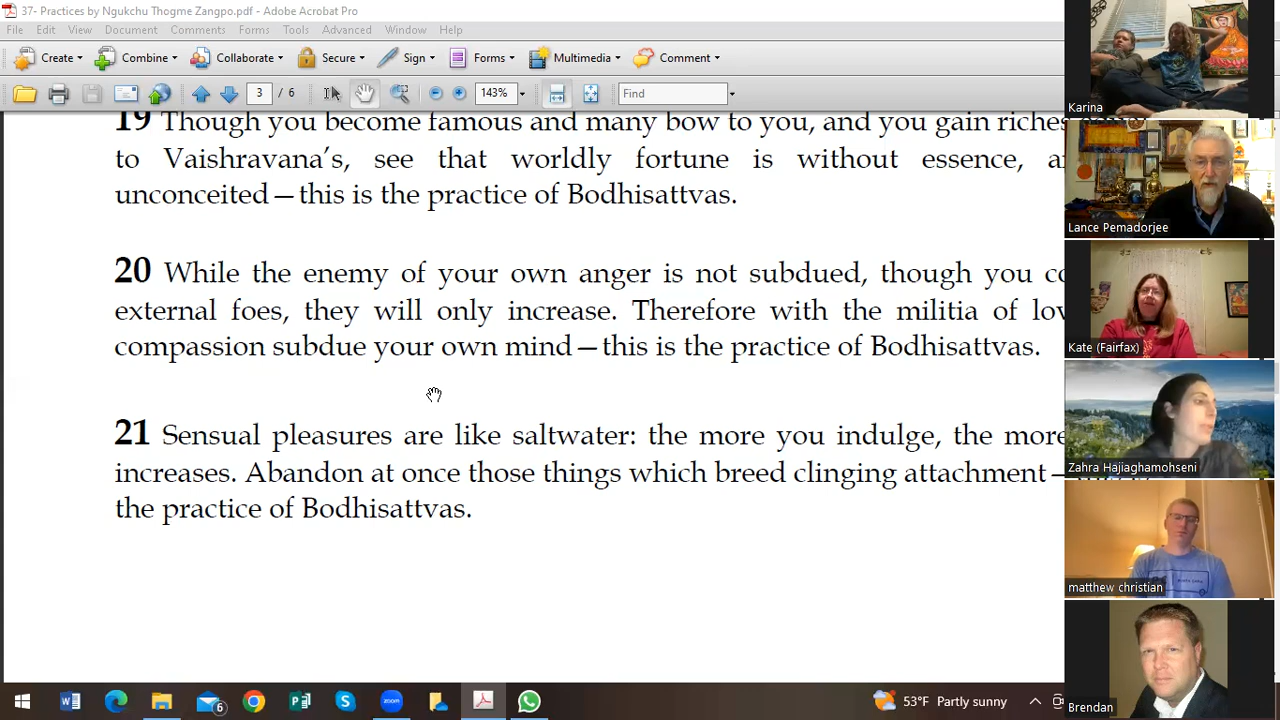 37- Practices by Ngukchu Thogme Zangpo.pdf - Adobe Acrobat Pro
File Edit View Document Comments Forms Tools Advanced Window Help
Create Combine Collaborate Secure Sign Forms Multimedia Comment
3 / 6 143% Find
19 Though you become famous and many bow to you, and you gain riches
to Vaishravana’s, see that worldly fortune is without essence,
unconceited—this is the practice of Bodhisattvas.
20 While the enemy of your own anger is not subdued, though you co
external foes, they will only increase. Therefore with the militia of lov
compassion subdue your own mind—this is the practice of Bodhisattvas.
21 Sensual pleasures are like saltwater: the more you indulge, the more
increases. Abandon at once those things which breed clinging attachment—
the practice of Bodhisattvas.
Karina
Lance Pemadorjee
Kate (Fairfax)
Zahra Hajiaghamohseni
matthew christian
Brendan
6 zoom 53°F Partly sunny